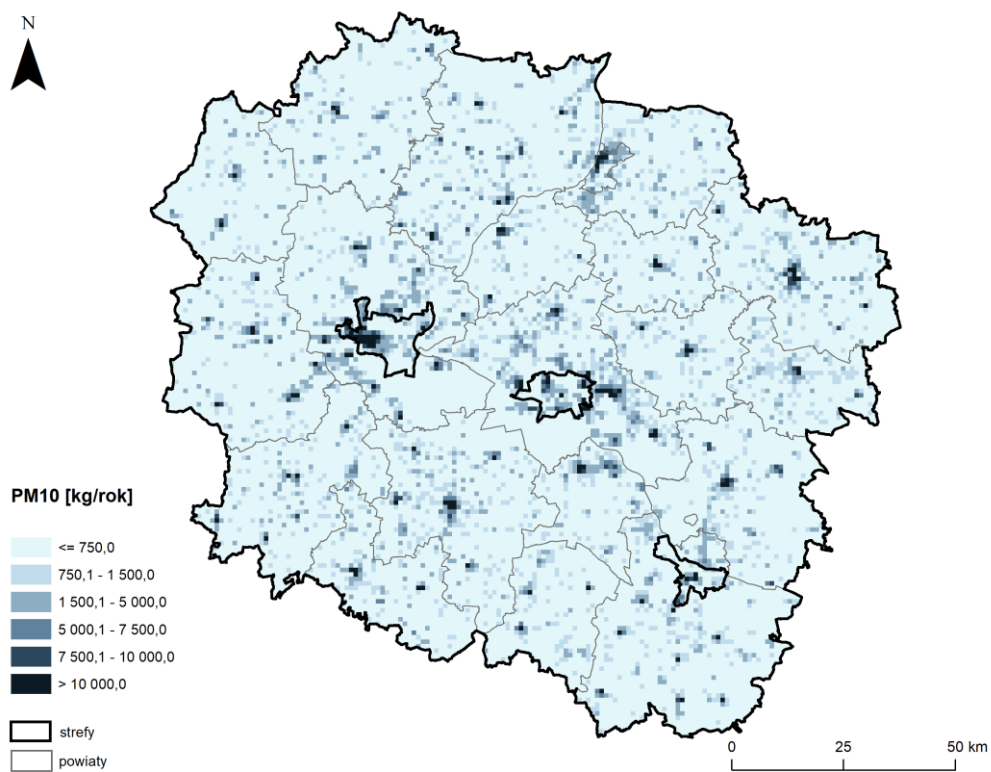 N
PM10 [kg/rok]
<= 750,0
750,1 - 1 500,0
1 500,1 - 5 000,0
5 000,1 - 7 500,0
7 500,1 - 10 000,0
> 10 000,0
strefy
powiaty
0 25 50 km